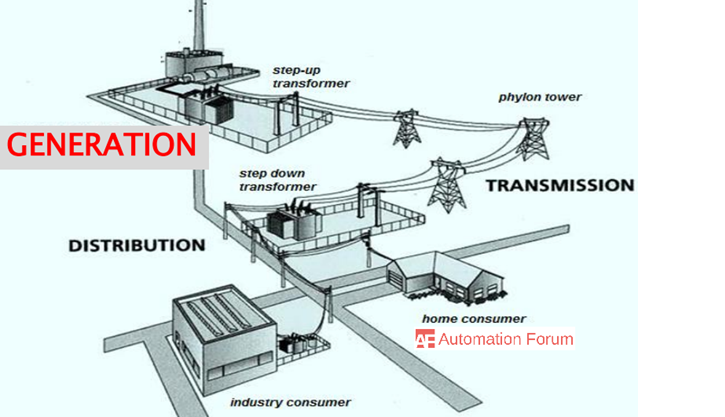 step-up
transformer
phylon tower
GENERATION
step down
transformer
TRANSMISSION
DISTRIBUTION
home consumer
AF Automation Forum
industry consumer